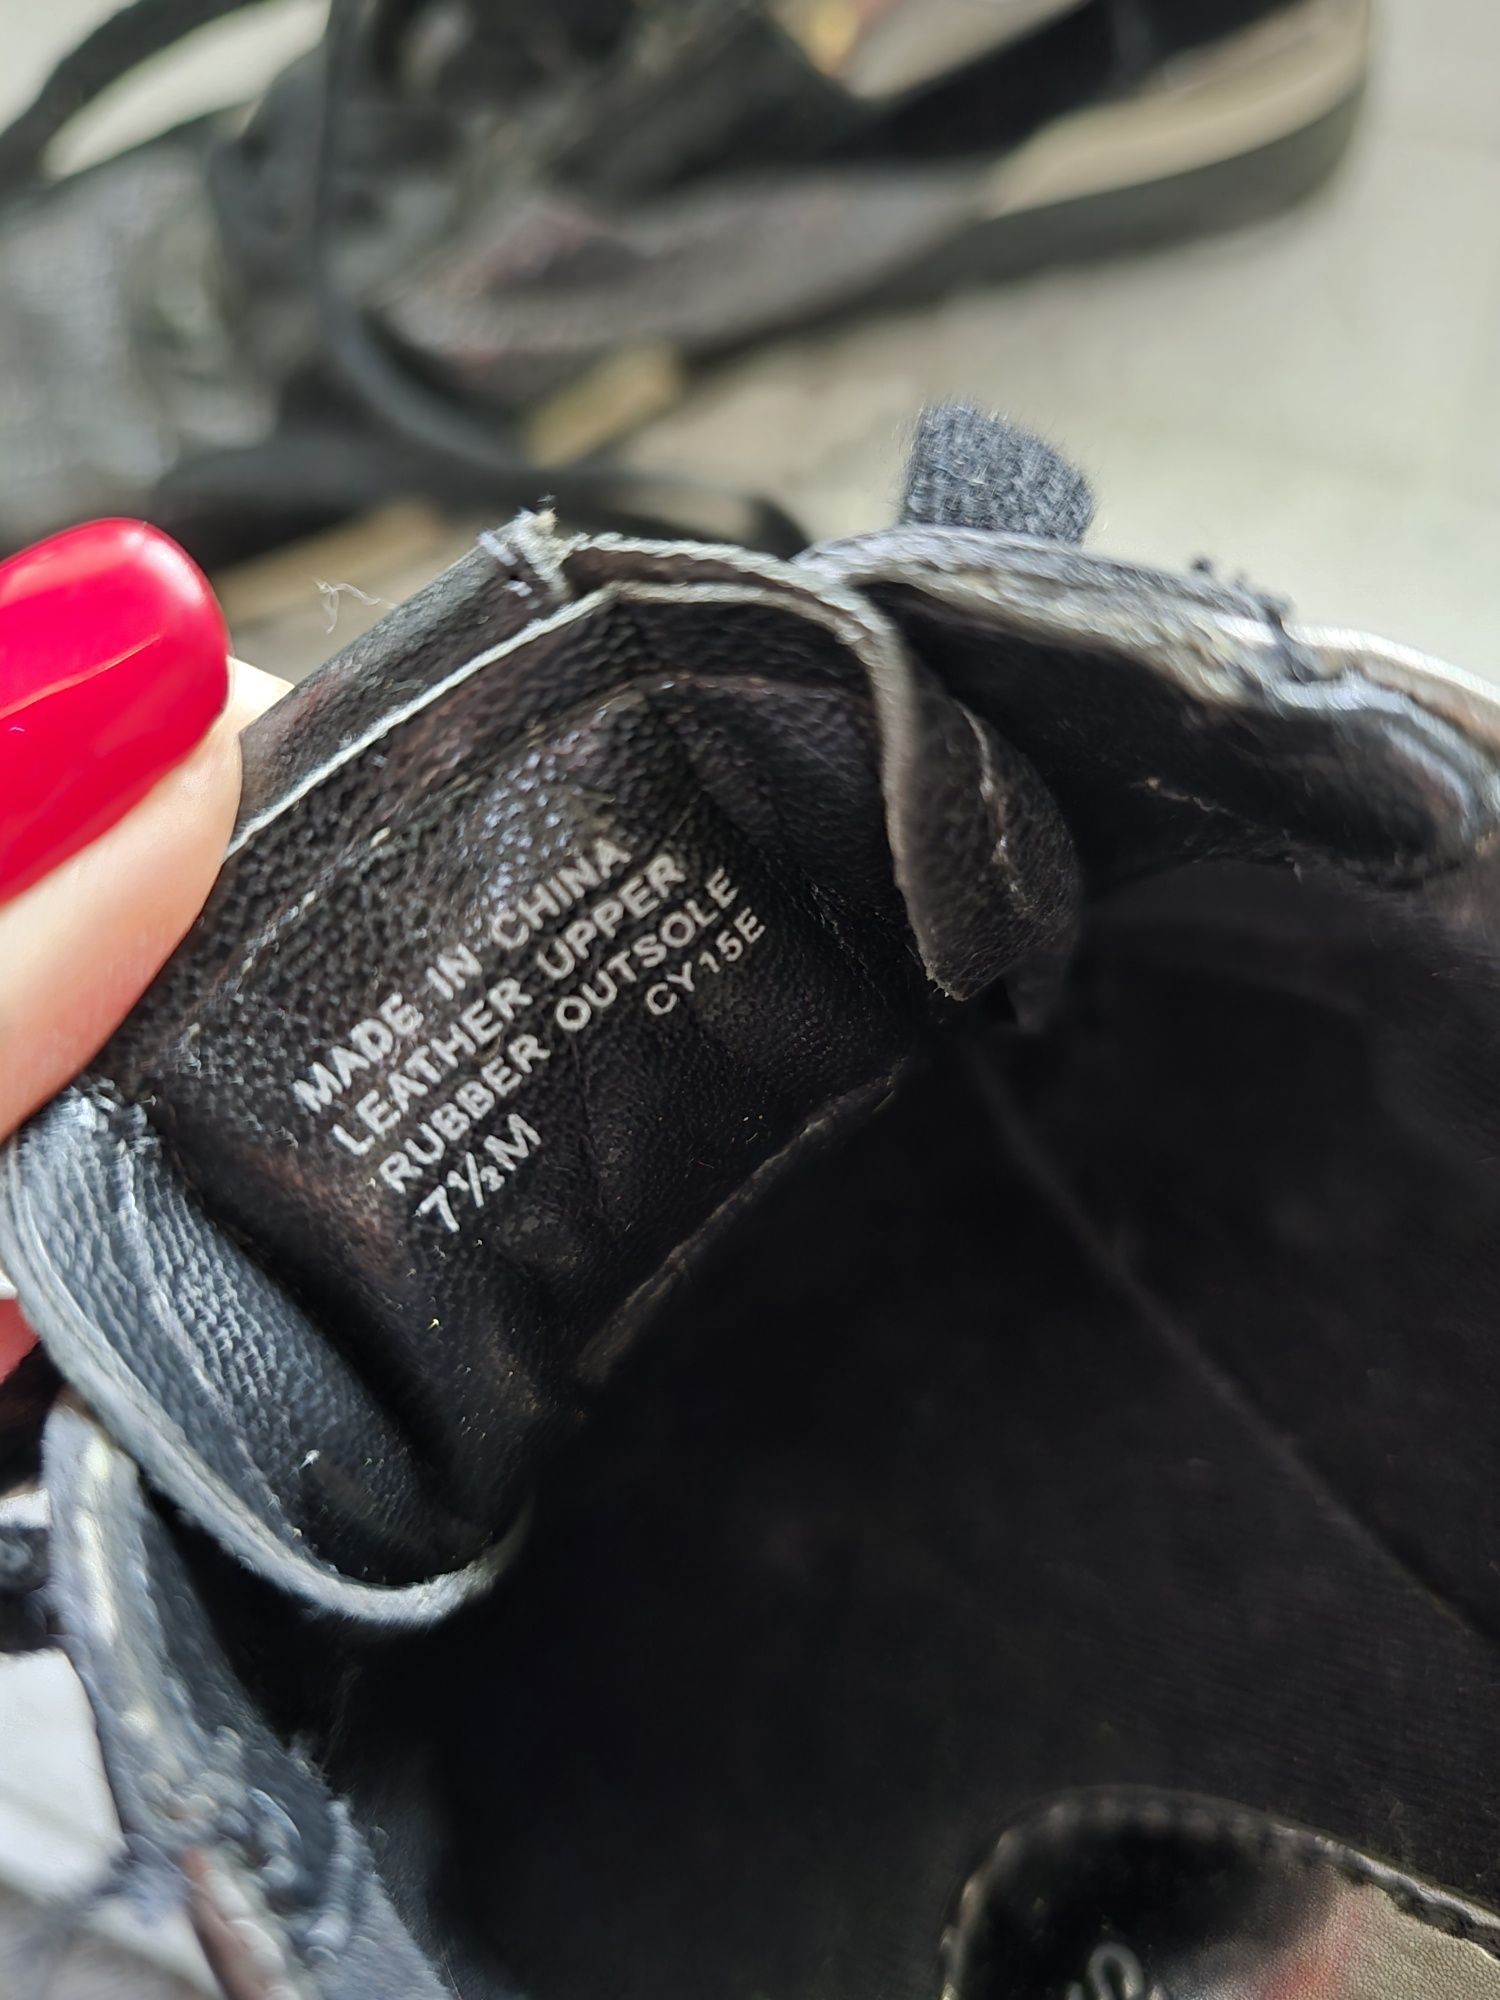 MADE IN CHINA
LEATHER UPPER
RUBBER OUTSOLE
7½M CY15E